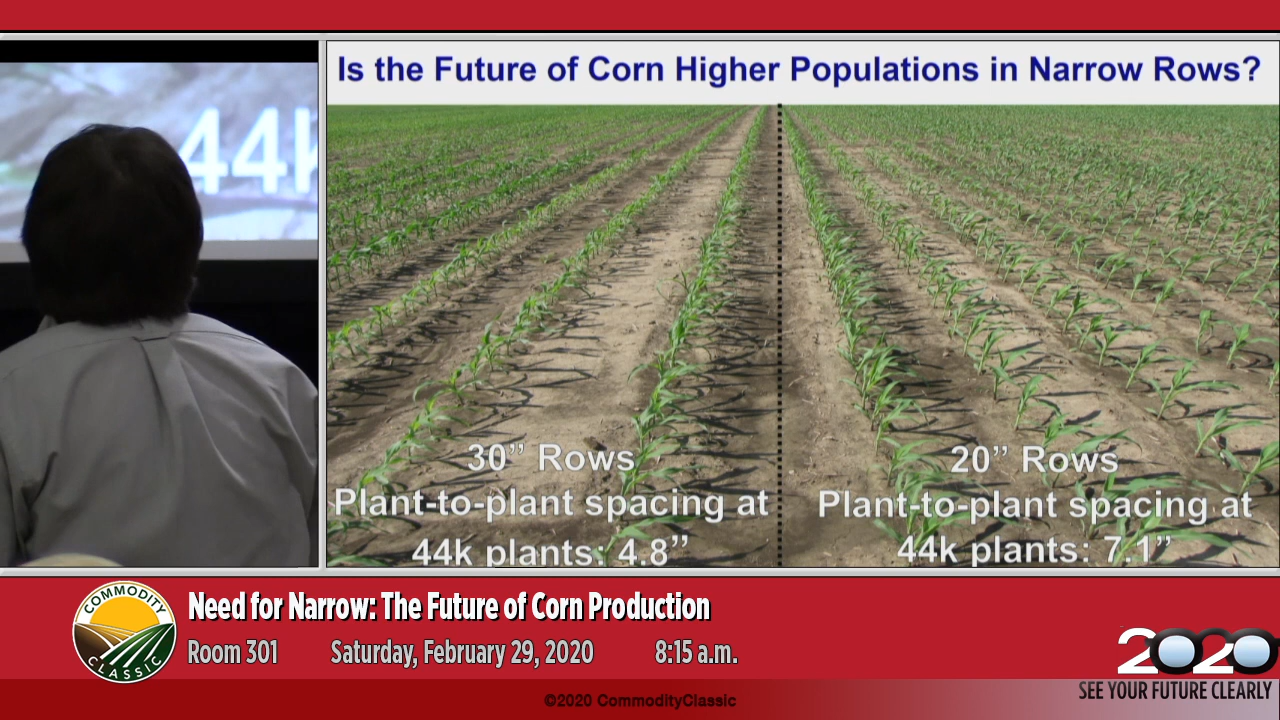 44k
Is the Future of Corn Higher Populations in Narrow Rows?
30” Rows
Plant-to-plant spacing at
44k plants: 4.8”
20” Rows
Plant-to-plant spacing at
44k plants: 7.1”
COMMODITY
CLASSIC
Need for Narrow: The Future of Corn Production
Room 301 Saturday, February 29, 2020 8:15 a.m.
2020
SEE YOUR FUTURE CLEARLY
©2020 CommodityClassic